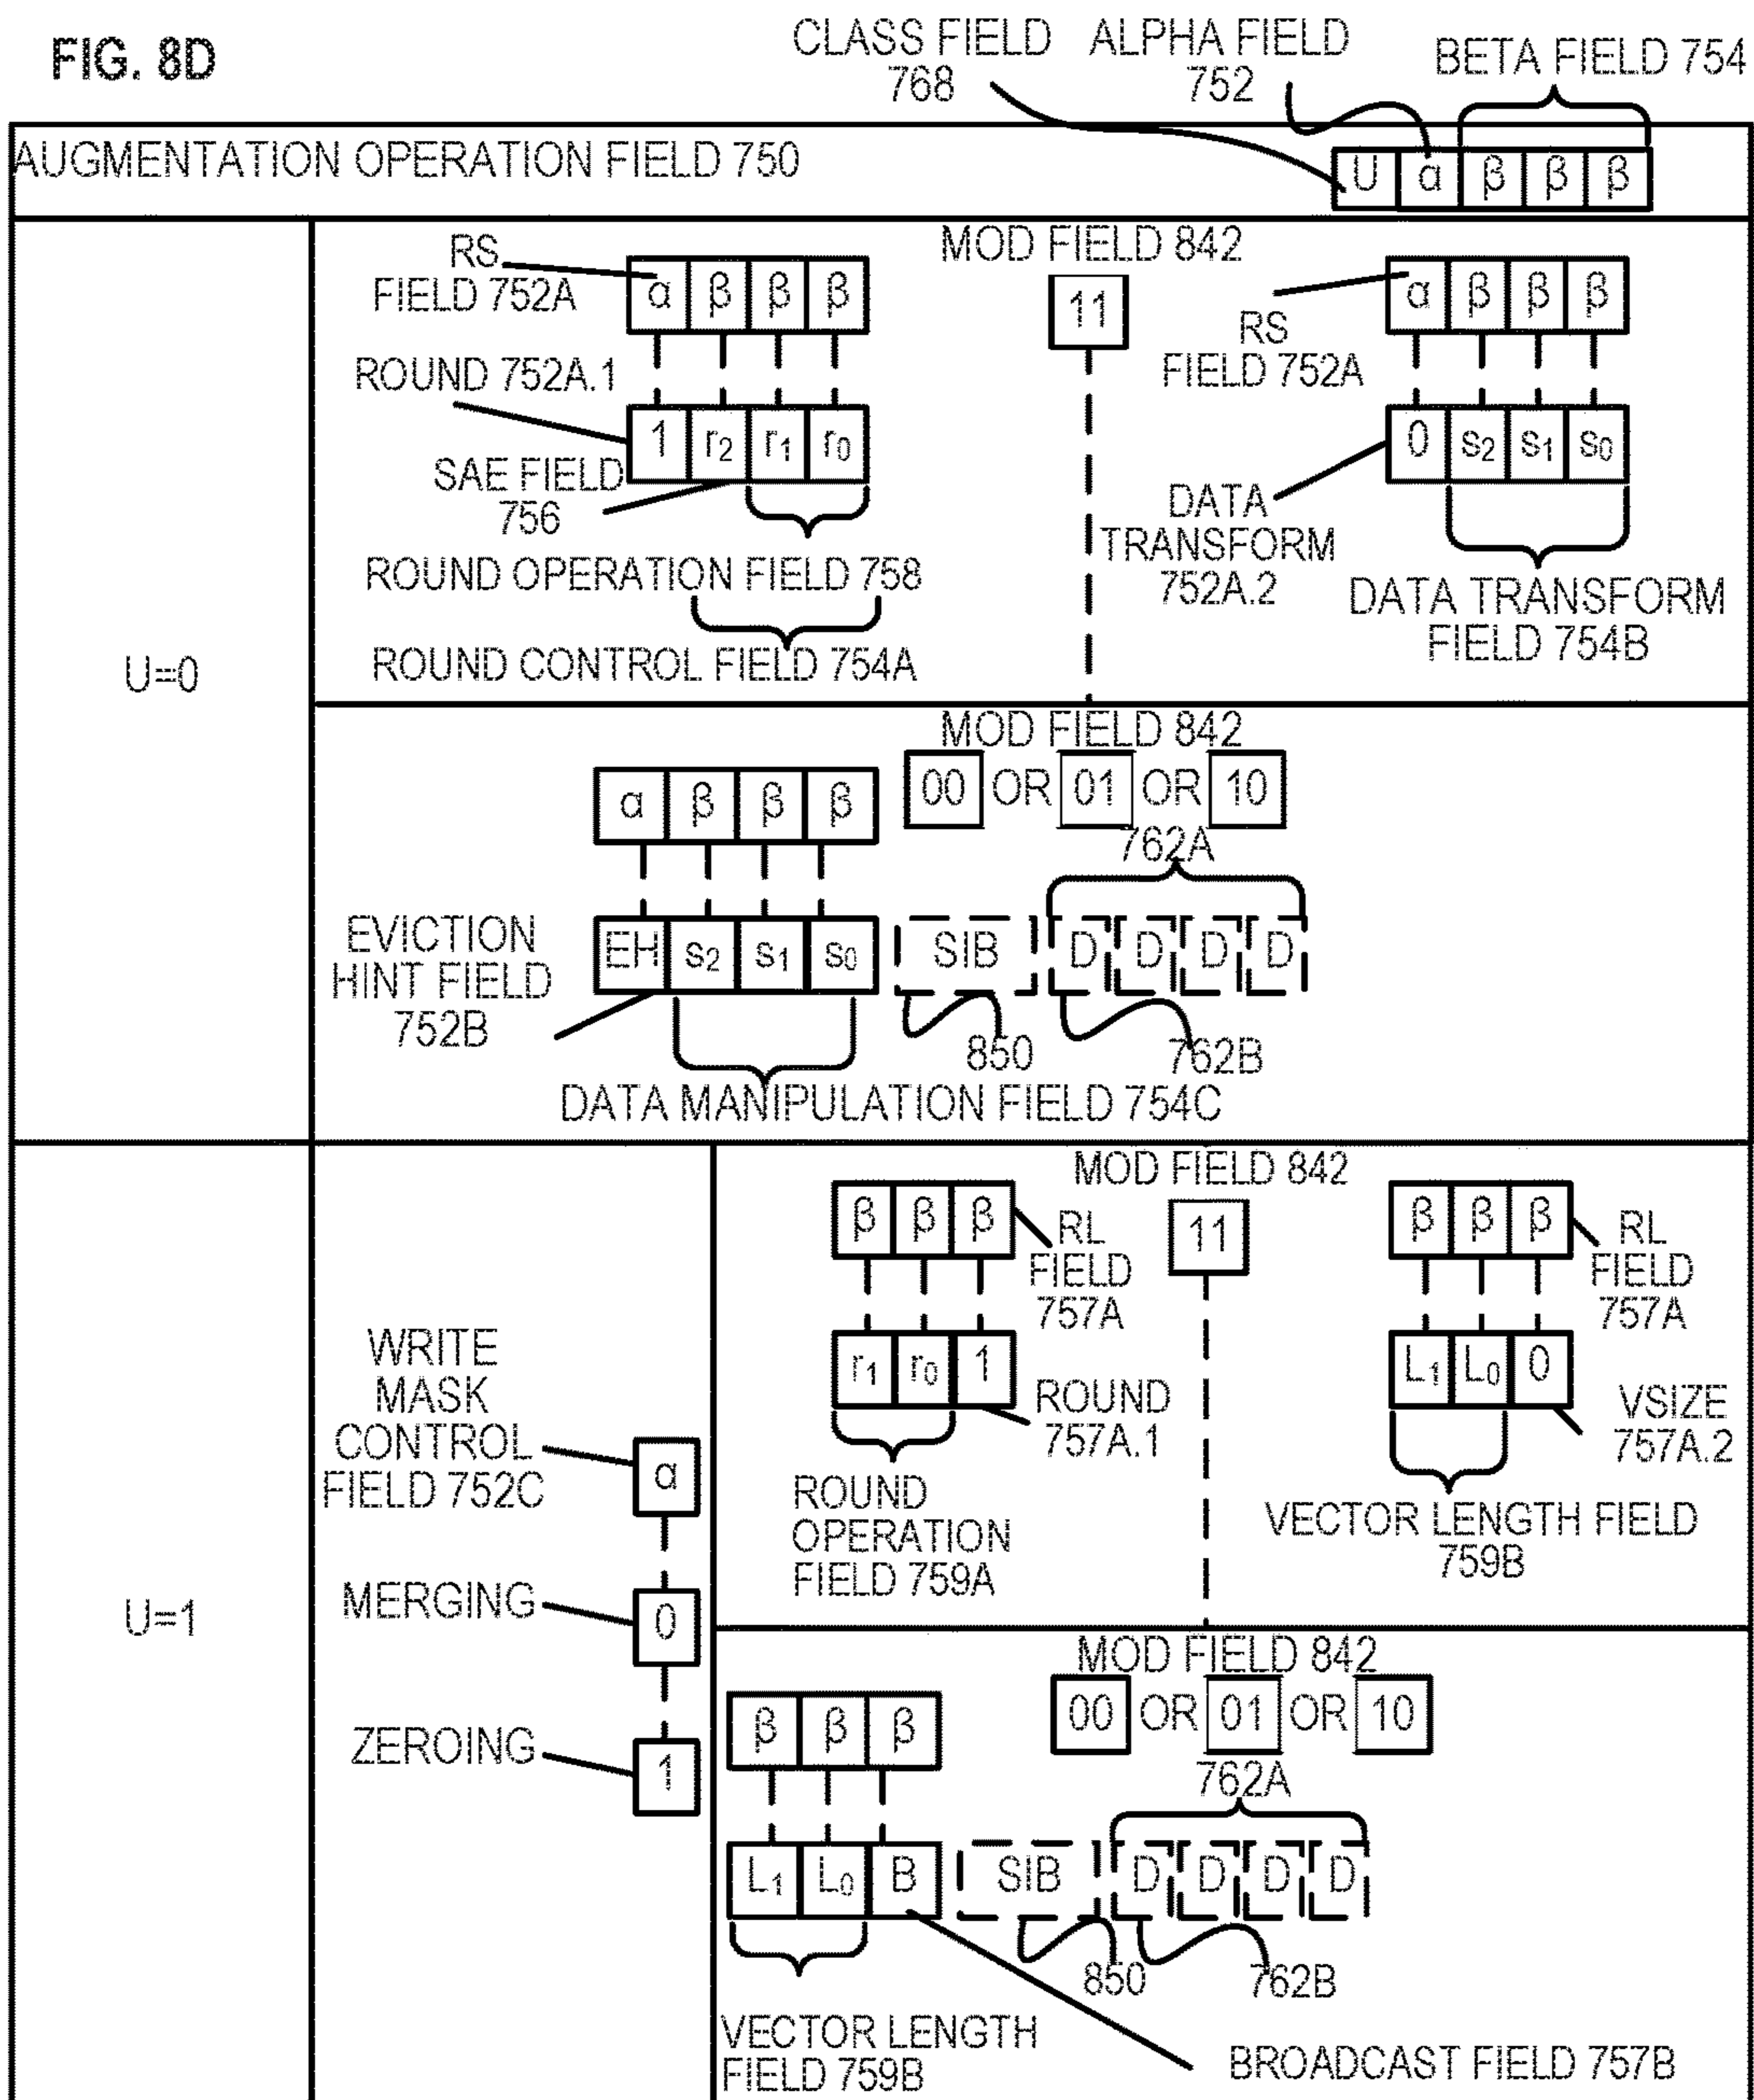 FIG. 8D
CLASS FIELD
768
ALPHA FIELD
752
BETA FIELD 754
AUGMENTATION OPERATION FIELD 750
U α β β β
U=0
MOD FIELD 842
11
RS
FIELD 752A
α β β β
ROUND 752A.1
1 r2 r1 r0
SAE FIELD
756
ROUND OPERATION FIELD 758
ROUND CONTROL FIELD 754A
α β β β
RS
FIELD 752A
0 s2 s1 s0
DATA
TRANSFORM
752A.2
DATA TRANSFORM
FIELD 754B
MOD FIELD 842
00 OR 01 OR 10
α β β β
762A
EVICTION
HINT FIELD
752B
EH s2 s1 s0
SIB D D D D
850
762B
DATA MANIPULATION FIELD 754C
U=1
WRITE
MASK
CONTROL
FIELD 752C
α
MERGING
0
ZEROING
1
MOD FIELD 842
11
β β β
RL
FIELD
757A
r1 r0 1
ROUND
757A.1
ROUND
OPERATION
FIELD 759A
β β β
RL
FIELD
757A
L1 L0 0
VSIZE
757A.2
VECTOR LENGTH FIELD
759B
MOD FIELD 842
00 OR 01 OR 10
β β β
762A
L1 L0 B
SIB D D D D
850
762B
VECTOR LENGTH
FIELD 759B
BROADCAST FIELD 757B